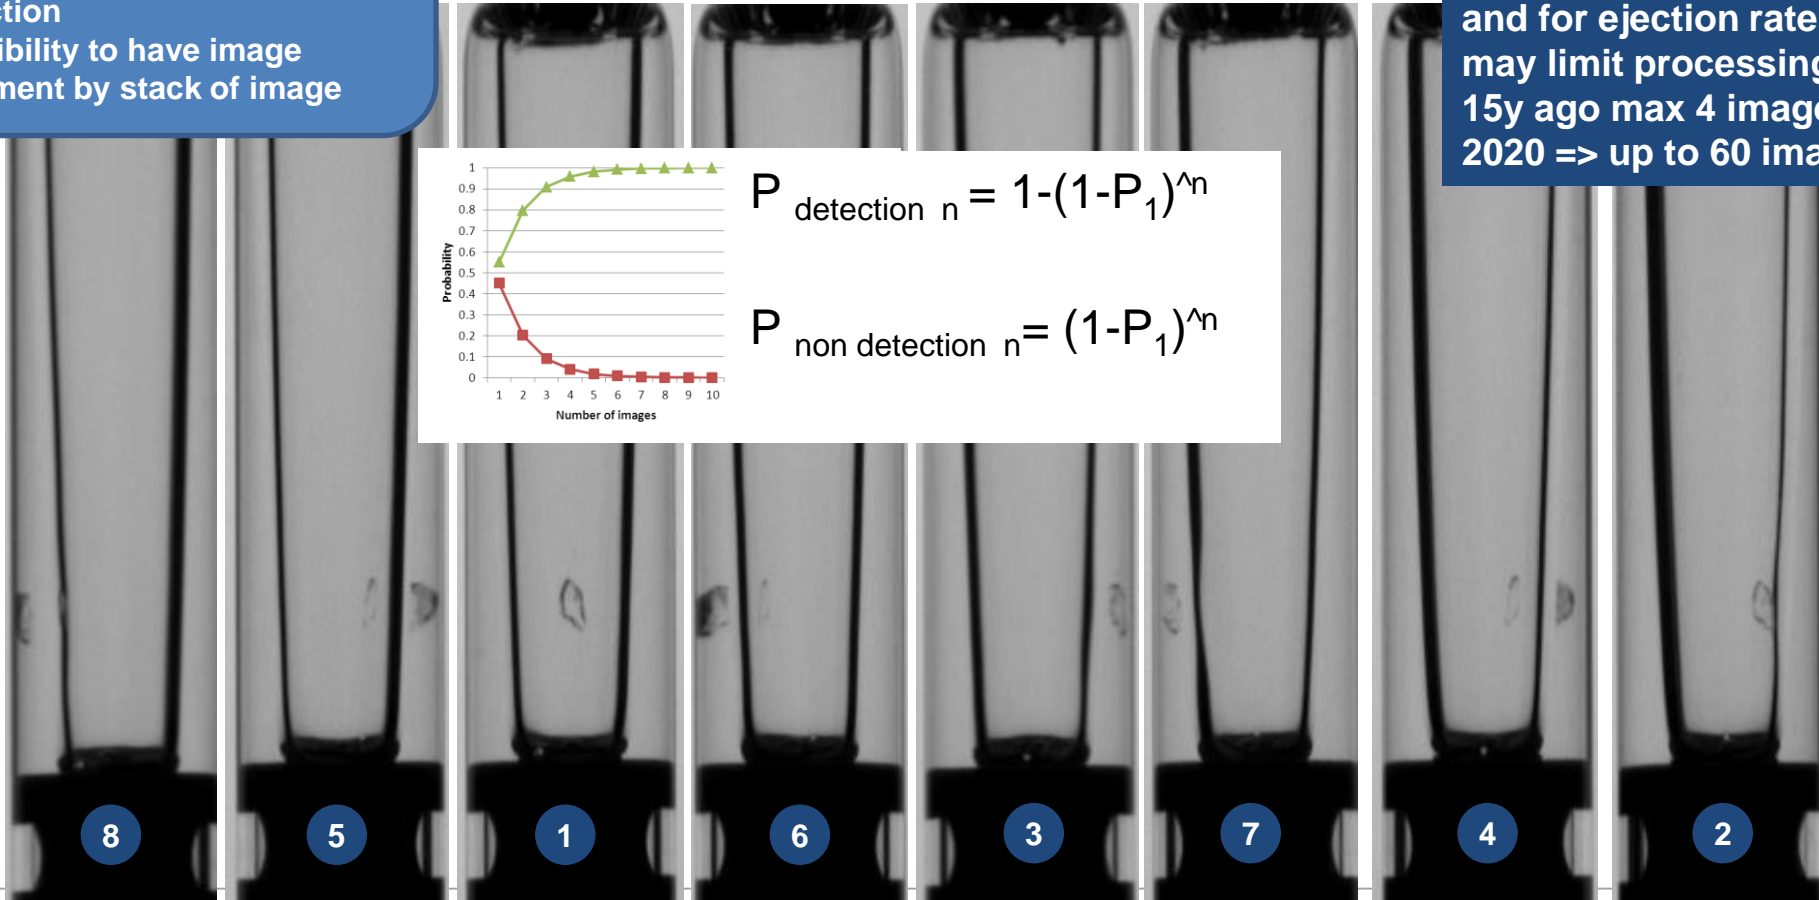 ction
ibility to have image
ment by stack of image
and for ejection rate
may limit processing
15y ago max 4 image
2020 => up to 60 ima
1
0.9
0.8
0.7
0.6
0.5
0.4
0.3
0.2
0.1
0
Probability
1 2 3 4 5 6 7 8 9 10
Number of images
P detection n = 1-(1-P₁)^n
P non detection n = (1-P₁)^n
8 5 1 6 3 7 4 2